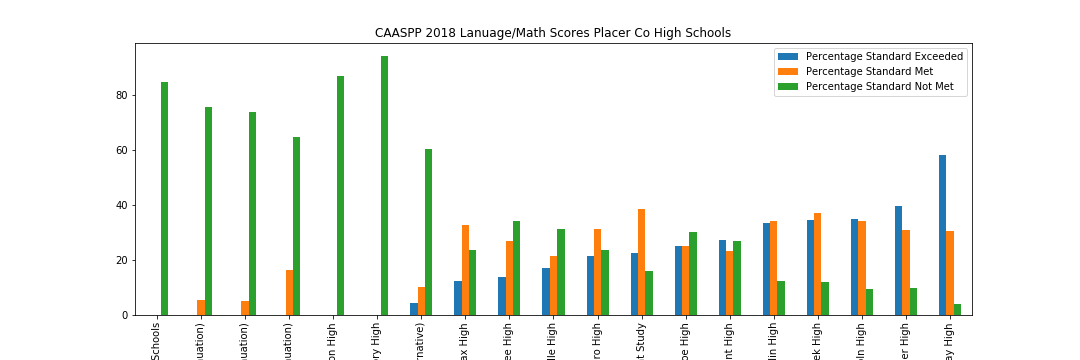 CAASPP 2018 Lanuage/Math Scores Placer Co High Schools
Percentage Standard Exceeded
Percentage Standard Met
Percentage Standard Not Met
80
60
40
20
0
Schools
uation)
uation)
nuation)
on High
ry High
rnative)
ax High
ee High
lle High
ro High
t Study
oe High
nt High
lin High
ek High
oln High
er High
ay High